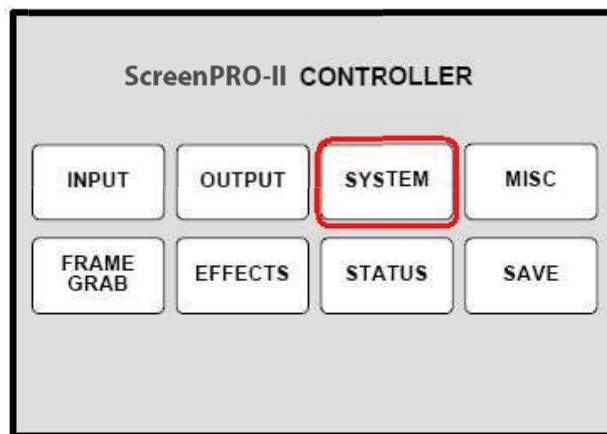 ScreenPRO-II CONTROLLER
INPUT OUTPUT SYSTEM MISC
FRAME
GRAB EFFECTS STATUS SAVE